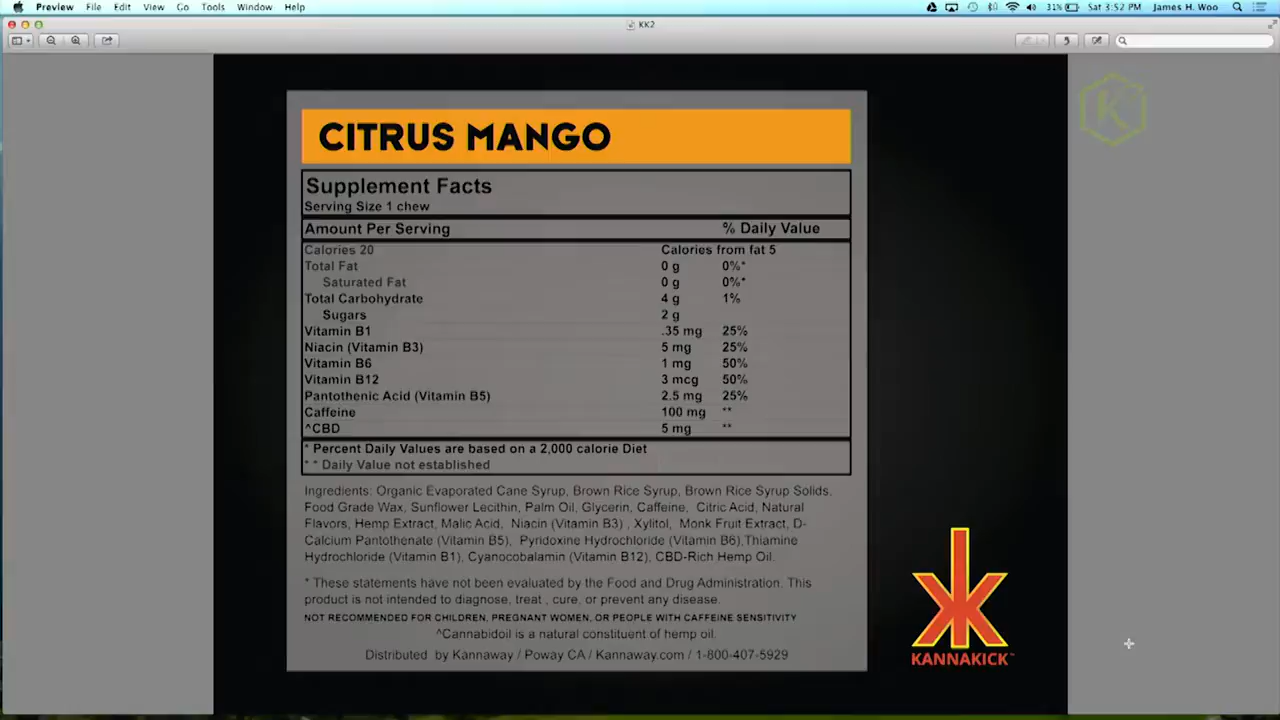 Preview File Edit View Go Tools Window Help 31% Sat 3:52 PM James H. Woo
KK2
K
CITRUS MANGO
Supplement Facts
Serving Size 1 chew
Amount Per Serving % Daily Value
Calories 20 Calories from fat 5
Total Fat 0 g 0%*
Saturated Fat 0 g 0%*
Total Carbohydrate 4 g 1%
Sugars 2 g
Vitamin B1 .35 mg 25%
Niacin (Vitamin B3) 5 mg 25%
Vitamin B6 1 mg 50%
Vitamin B12 3 mcg 50%
Pantothenic Acid (Vitamin B5) 2.5 mg 25%
Caffeine 100 mg **
^CBD 5 mg **
* Percent Daily Values are based on a 2,000 calorie Diet
* * Daily Value not established
Ingredients: Organic Evaporated Cane Syrup, Brown Rice Syrup, Brown Rice Syrup Solids.
Food Grade Wax, Sunflower Lecithin, Palm Oil, Glycerin, Caffeine, Citric Acid, Natural
Flavors, Hemp Extract, Malic Acid, Niacin (Vitamin B3) , Xylitol, Monk Fruit Extract, D-
Calcium Pantothenate (Vitamin B5), Pyridoxine Hydrochloride (Vitamin B6),Thiamine
Hydrochloride (Vitamin B1), Cyanocobalamin (Vitamin B12), CBD-Rich Hemp Oil.
* These statements have not been evaluated by the Food and Drug Administration. This
product is not intended to diagnose, treat , cure, or prevent any disease.
NOT RECOMMENDED FOR CHILDREN, PREGNANT WOMEN, OR PEOPLE WITH CAFFEINE SENSITIVITY
^Cannabidoil is a natural constituent of hemp oil.
Distributed by Kannaway / Poway CA / Kannaway.com / 1-800-407-5929
KANNAKICK™